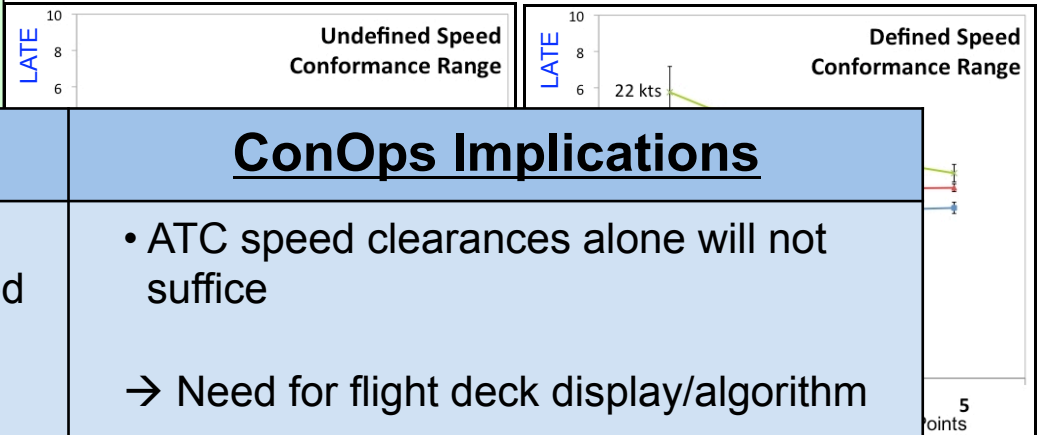 10
LATE
8
6
Undefined Speed
Conformance Range
10
LATE
8
6
22 kts
Defined Speed
Conformance Range
ConOps Implications
• ATC speed clearances alone will not
suffice
d
→ Need for flight deck display/algorithm
5